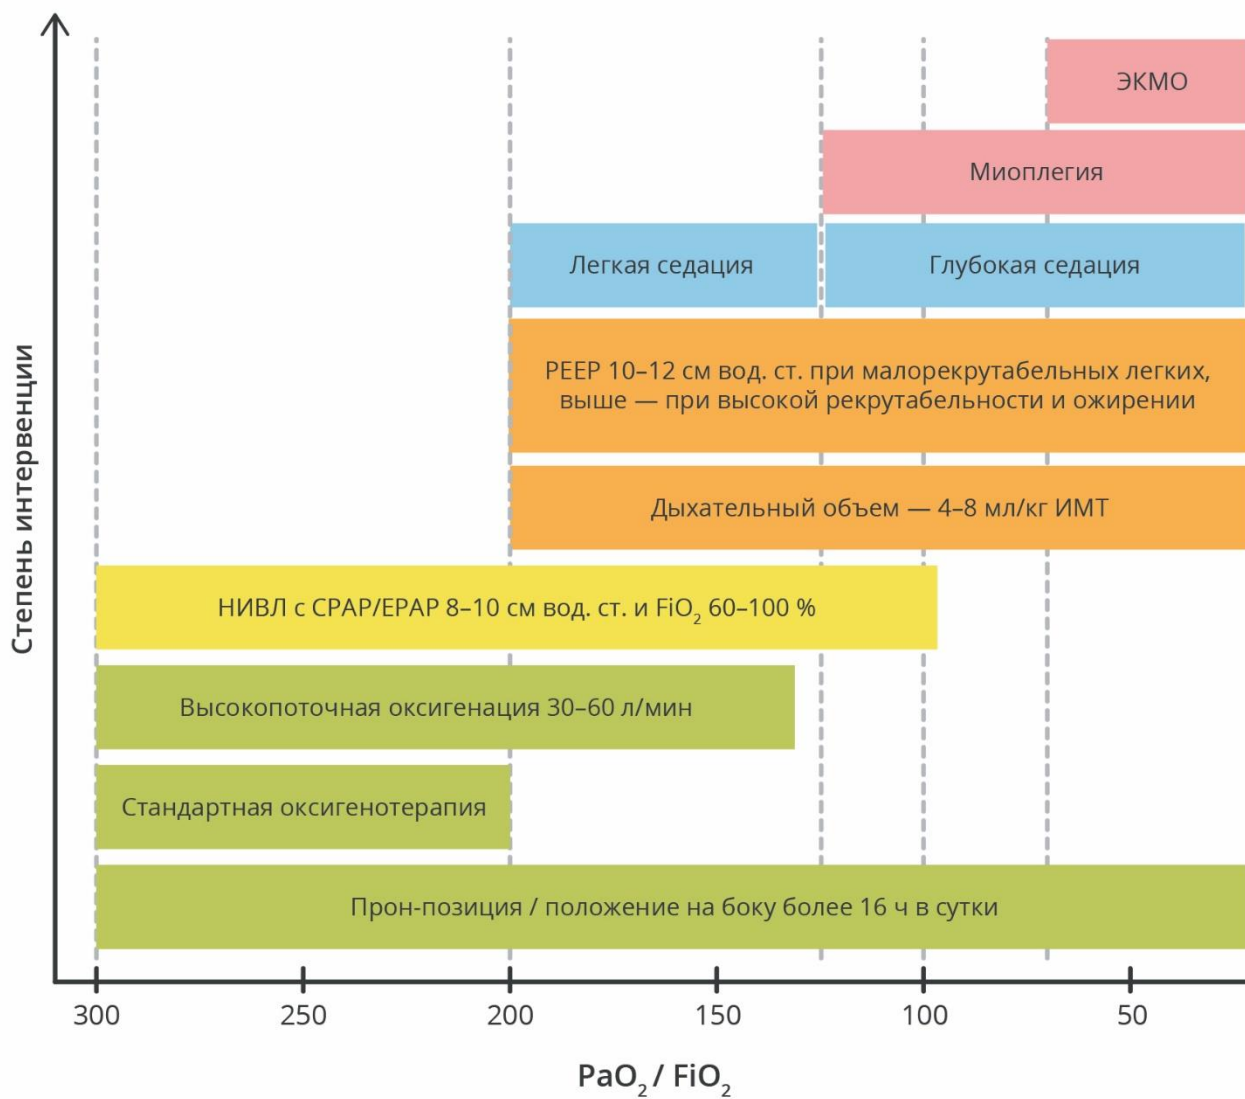 ЭКМО
Миоплегия
Легкая седация
Глубокая седация
PEEP 10–12 см вод. ст. при малорекрутабельных легких,
выше — при высокой рекрутабельности и ожирении
Дыхательный объем — 4–8 мл/кг ИМТ
НИВЛ с CPAP/EPAP 8–10 см вод. ст. и FiO₂ 60–100 %
Высокопоточная оксигенация 30–60 л/мин
Стандартная оксигенотерапия
Прон-позиция / положение на боку более 16 ч в сутки
Степень интервенции
300 250 200 150 100 50
PaO₂ / FiO₂